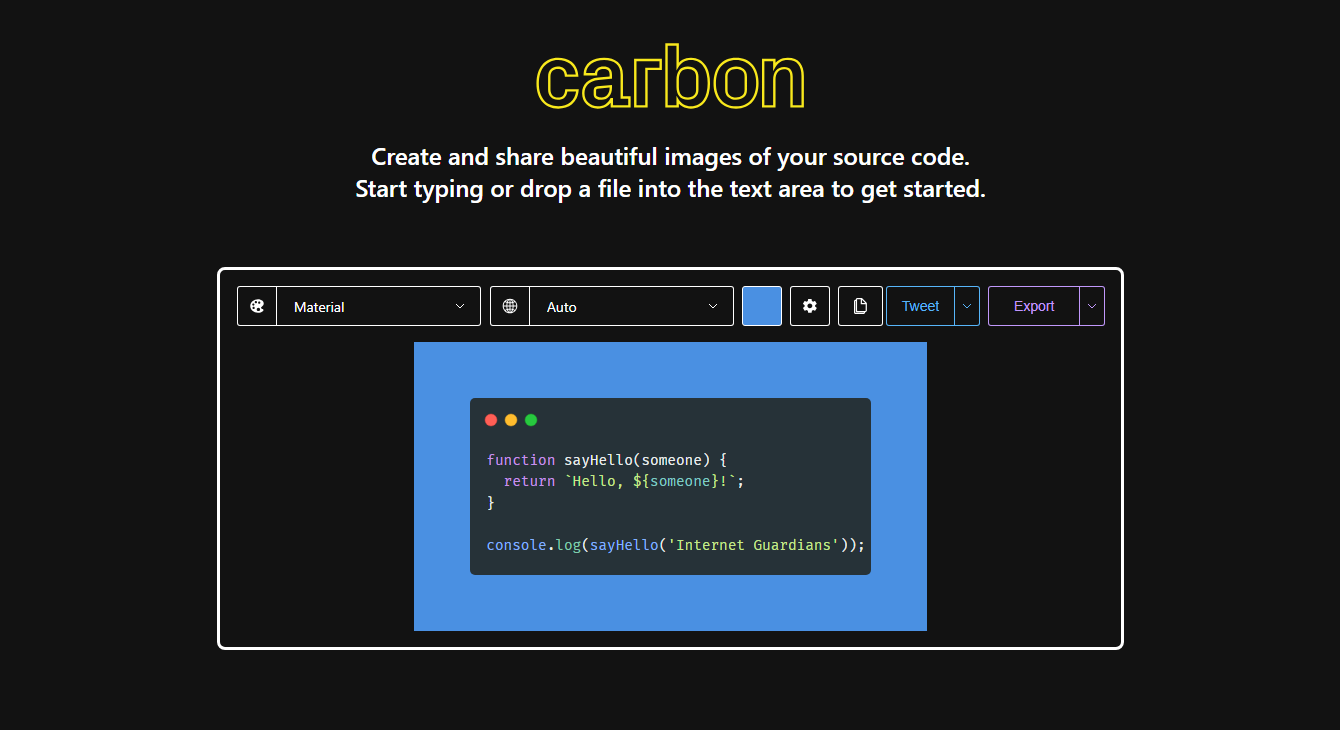 carbon
Create and share beautiful images of your source code.
Start typing or drop a file into the text area to get started.
Material Auto Tweet Export
function sayHello(someone) {
  return `Hello, ${someone}!`;
}
console.log(sayHello('Internet Guardians'));